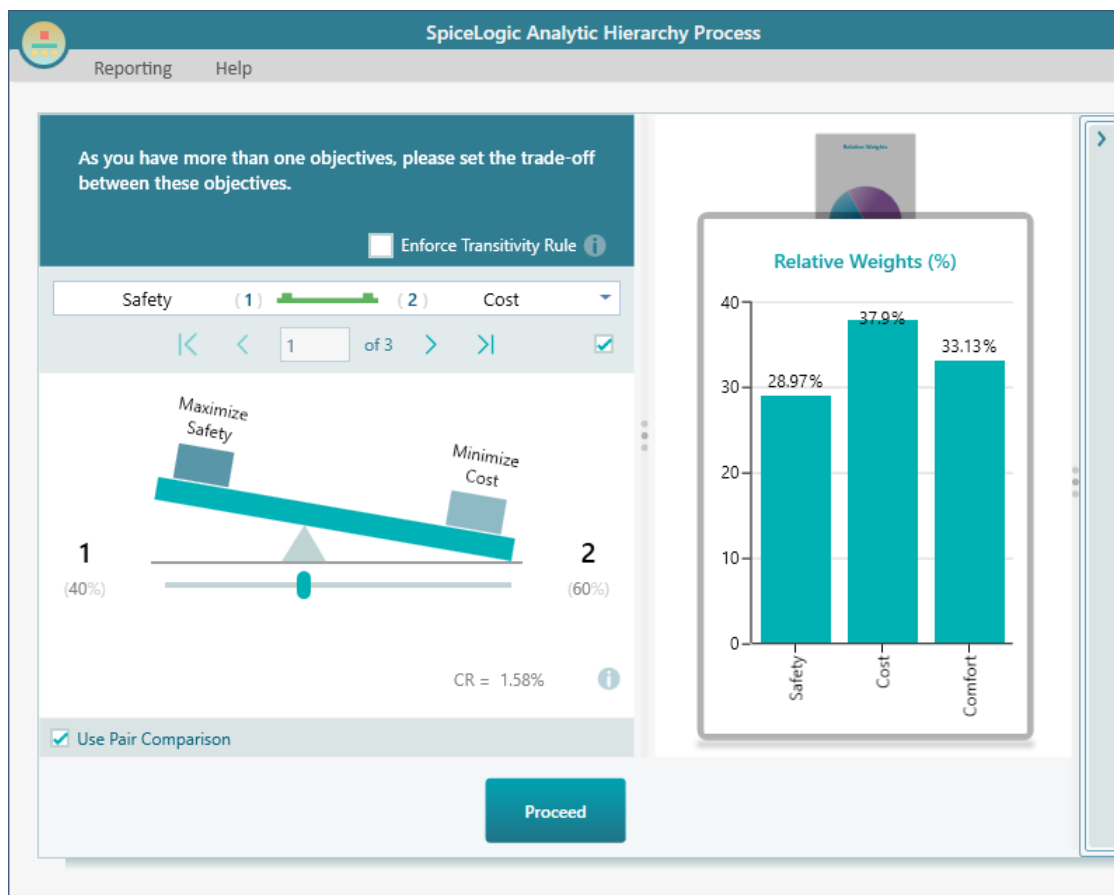 SpiceLogic Analytic Hierarchy Process
Reporting Help
As you have more than one objectives, please set the trade-off
between these objectives.
Enforce Transitivity Rule i
Safety (1) (2) Cost
1 of 3
Maximize
Safety
Minimize
Cost
1
(40%)
2
(60%)
CR = 1.58% i
Use Pair Comparison
Proceed
Relative Weights
Relative Weights (%)
40
30
20
10
0
28.97%
37.9%
33.13%
Safety
Cost
Comfort